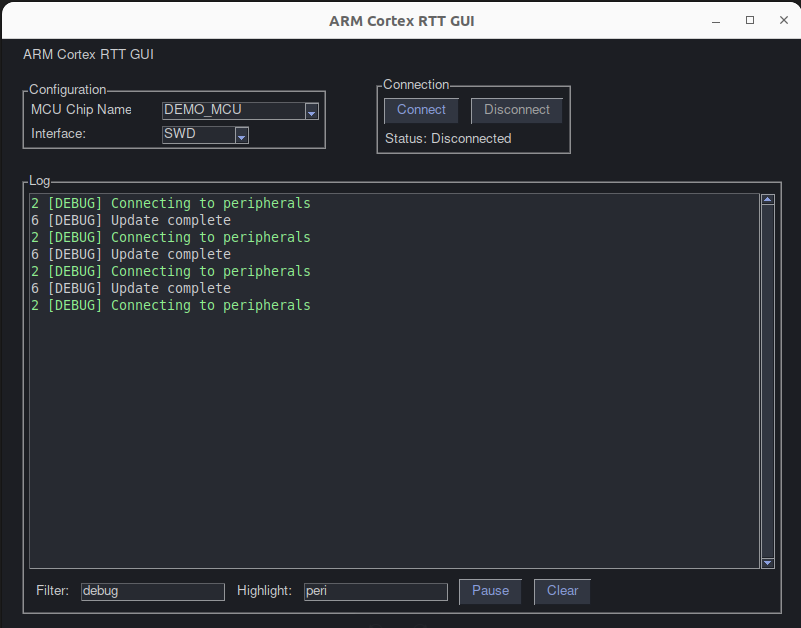 ARM Cortex RTT GUI
ARM Cortex RTT GUI
Configuration
MCU Chip Name
DEMO_MCU
Interface:
SWD
Connection
Connect
Disconnect
Status: Disconnected
Log
2 [DEBUG] Connecting to peripherals
6 [DEBUG] Update complete
2 [DEBUG] Connecting to peripherals
6 [DEBUG] Update complete
2 [DEBUG] Connecting to peripherals
6 [DEBUG] Update complete
2 [DEBUG] Connecting to peripherals
Filter: debug Highlight: peri Pause Clear